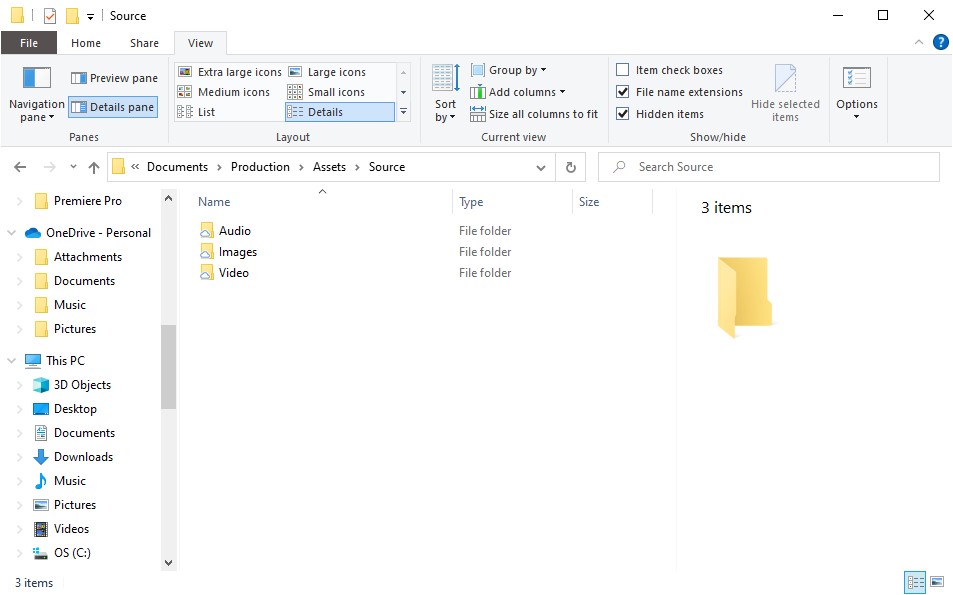 Source
File Home Share View
Navigation pane
Preview pane
Details pane
Panes
Extra large icons Large icons
Medium icons Small icons
List Details
Layout
Sort by
Group by
Add columns
Size all columns to fit
Current view
Item check boxes
File name extensions
Hidden items
Hide selected items
Show/hide
Options
« Documents > Production > Assets > Source
Search Source
Premiere Pro
OneDrive - Personal
Attachments
Documents
Music
Pictures
This PC
3D Objects
Desktop
Documents
Downloads
Music
Pictures
Videos
OS (C:)
Name Type Size
Audio File folder
Images File folder
Video File folder
3 items
3 items